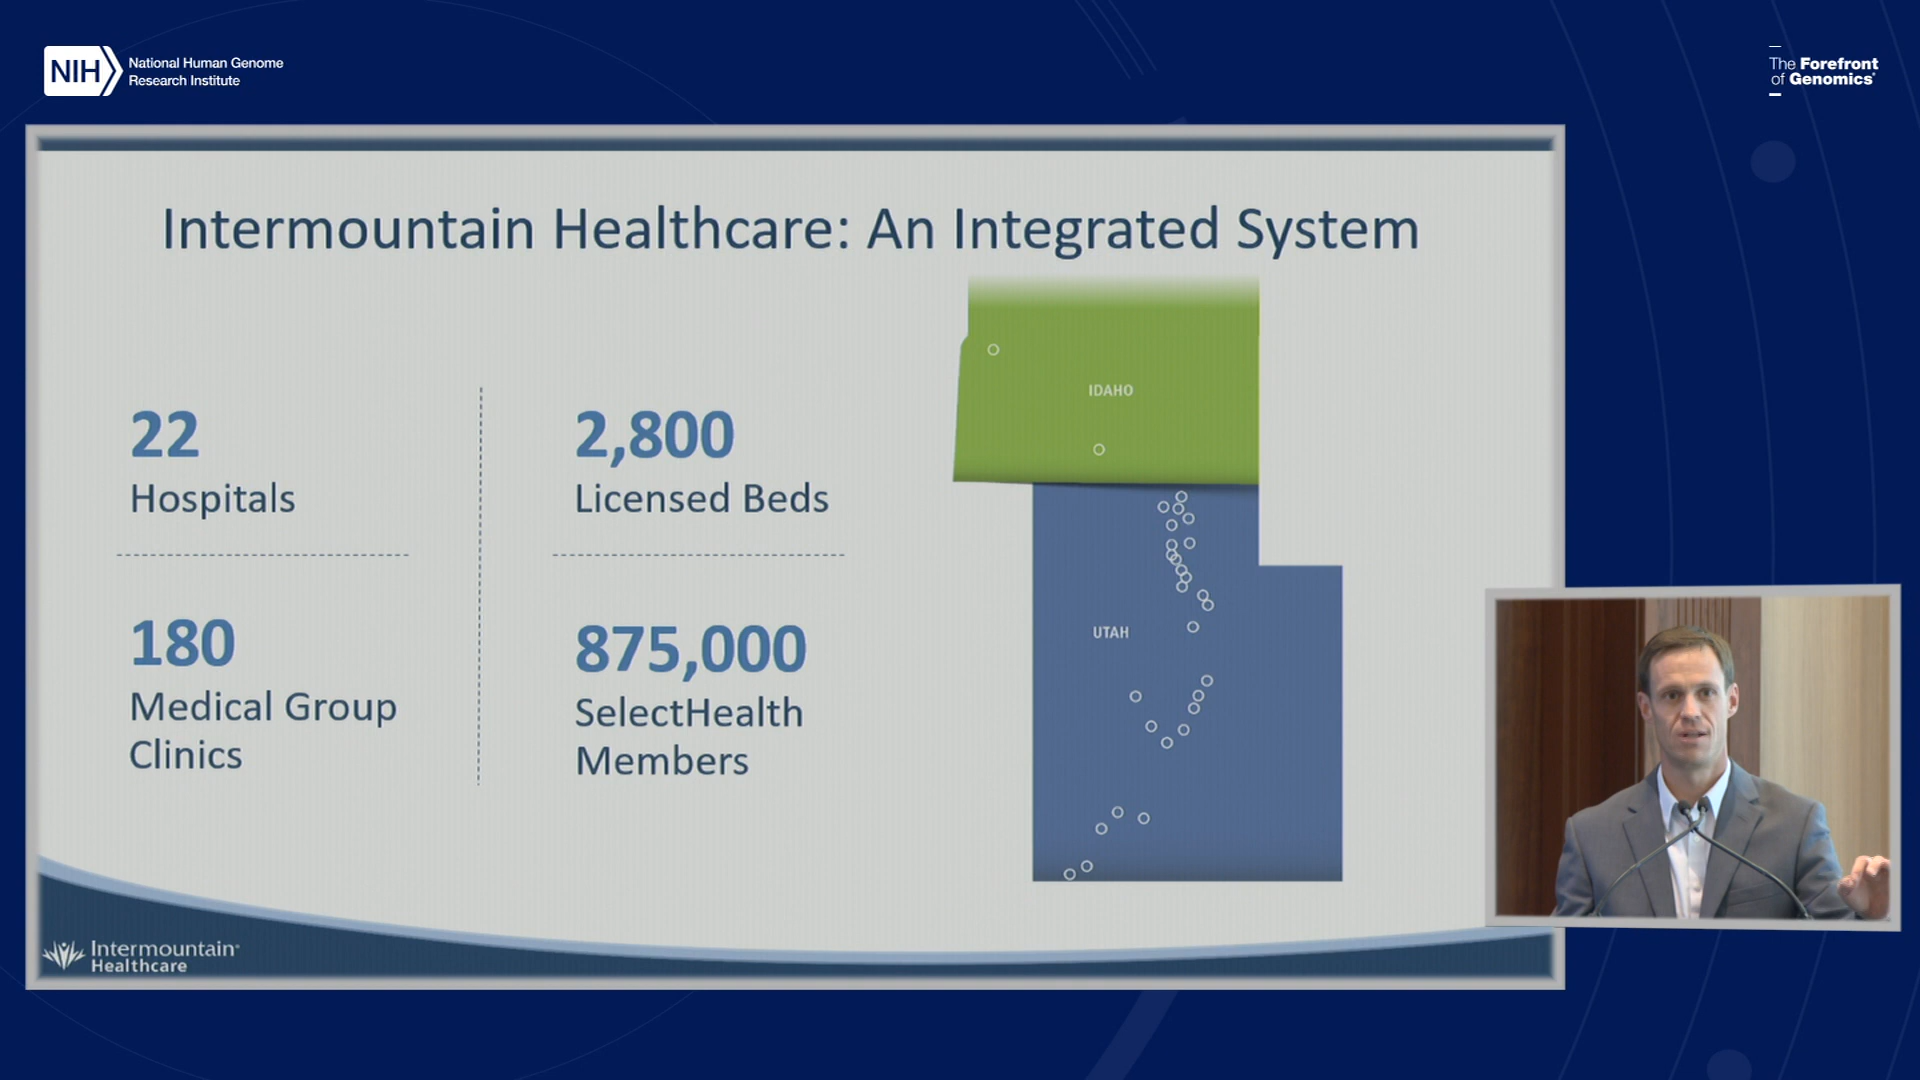 NIH
National Human Genome
Research Institute
The Forefront
of Genomics®
Intermountain Healthcare: An Integrated System
22
Hospitals
2,800
Licensed Beds
180
Medical Group
Clinics
875,000
SelectHealth
Members
IDAHO
UTAH
Intermountain®
Healthcare